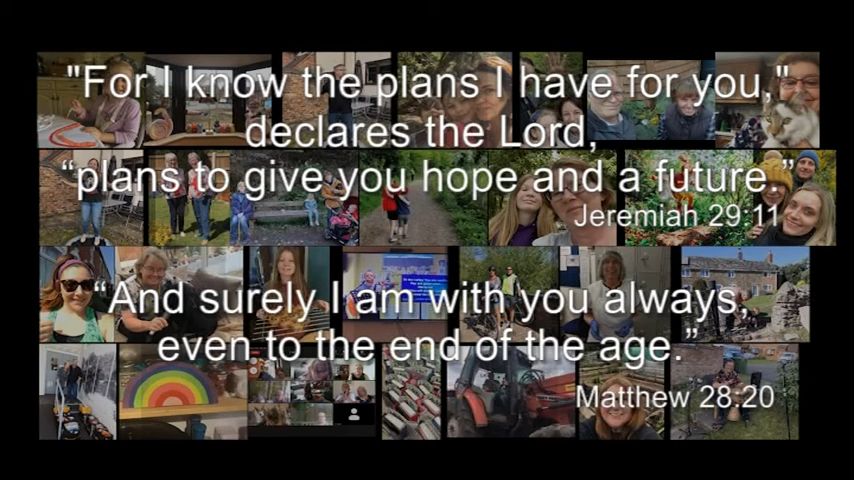 "For I know the plans I have for you,"
declares the Lord,
“plans to give you hope and a future.”
Jeremiah 29:11
“And surely I am with you always,
even to the end of the age.”
Matthew 28:20